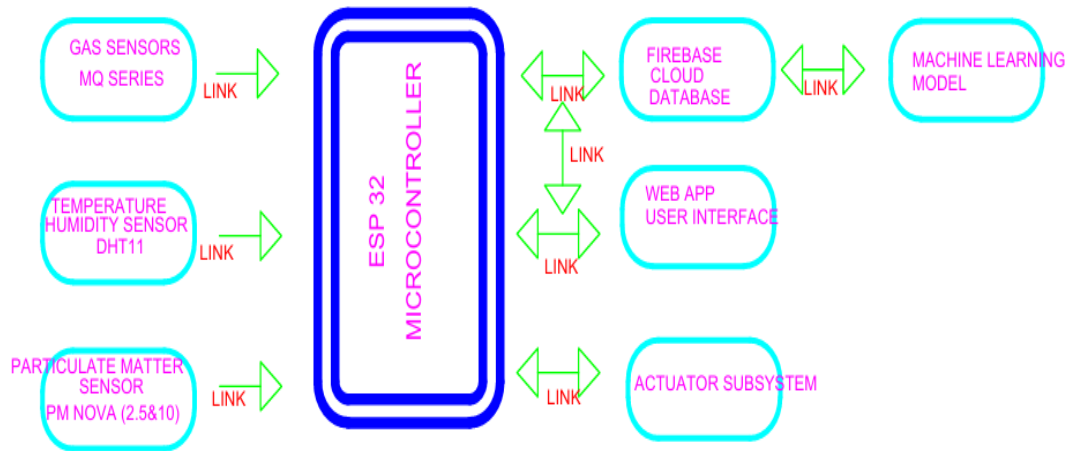 GAS SENSORS
MQ SERIES
LINK
TEMPERATURE
HUMIDITY SENSOR
DHT11
LINK
PARTICULATE MATTER
SENSOR
PM NOVA (2.5&10)
LINK
ESP 32
MICROCONTROLLER
LINK
FIREBASE
CLOUD
DATABASE
LINK
MACHINE LEARNING
MODEL
LINK
WEB APP
USER INTERFACE
LINK
ACTUATOR SUBSYSTEM
LINK